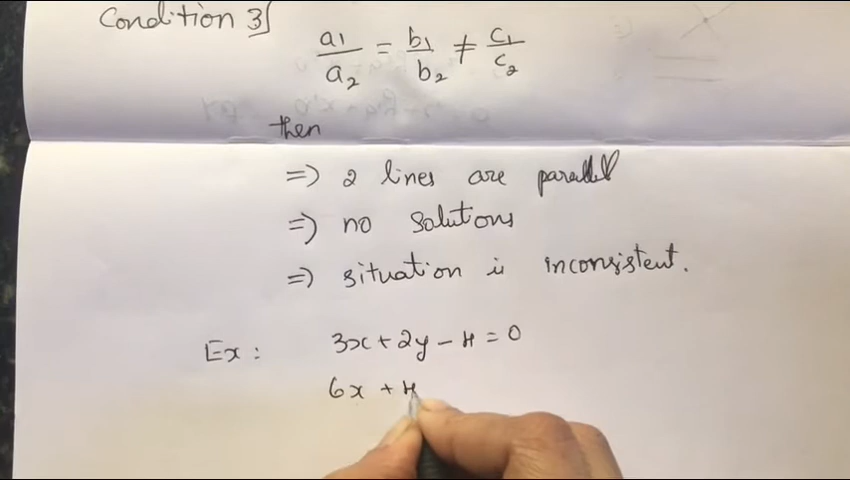 Condition 3]
a1/a2 = b1/b2 ≠ c1/c2
then
=> 2 lines are parallel
=> no solutions
=> situation is inconsistent.
Ex: 3x + 2y - 4 = 0
6x + 4